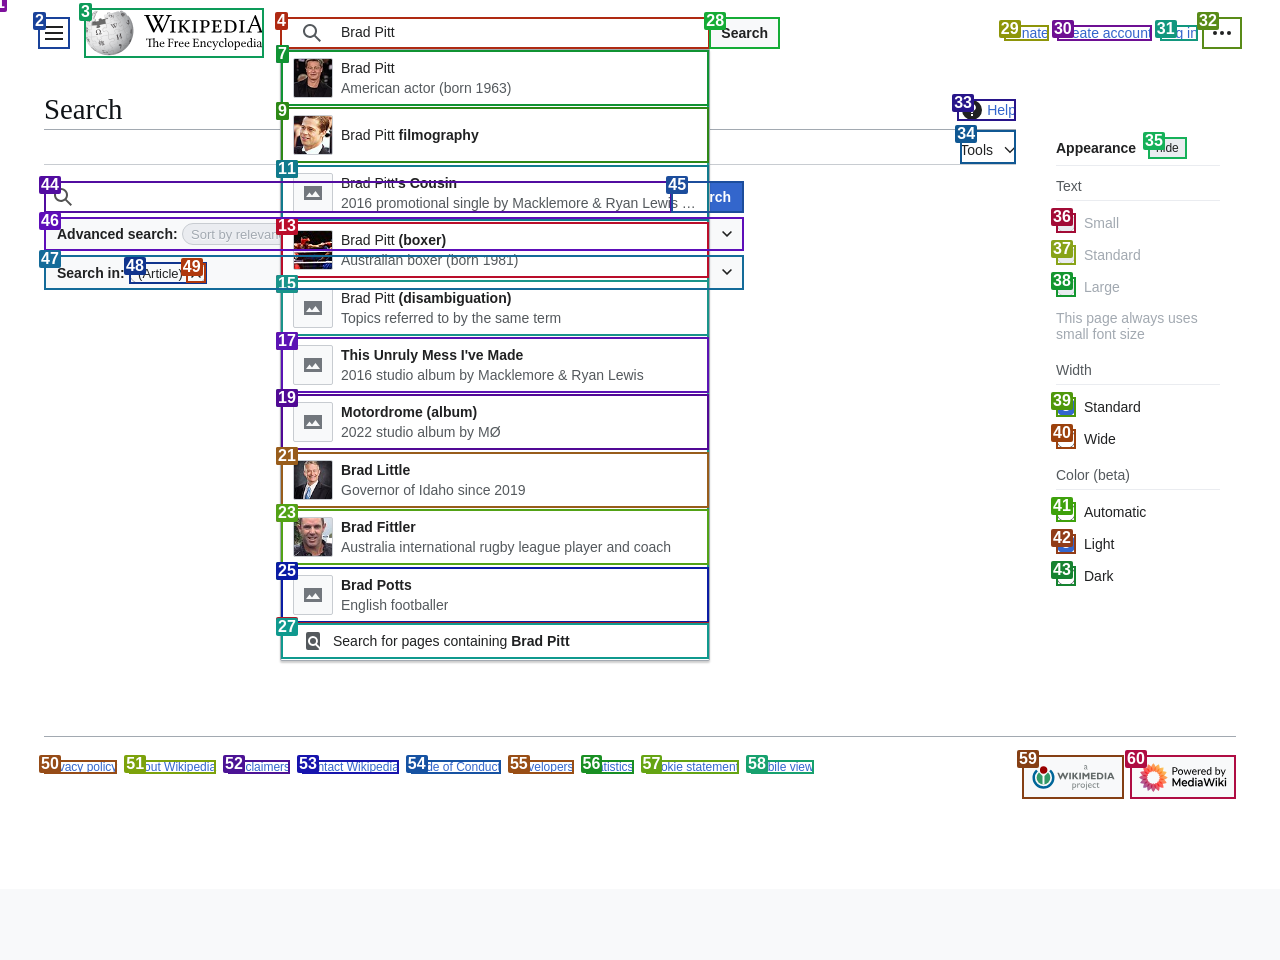 1
2
3
WIKIPEDIA
The Free Encyclopedia
4
Brad Pitt
28
Search
29
nate
30
eate account
31
g in
32
7
Brad Pitt
American actor (born 1963)
Search
33
Help
9
Brad Pitt filmography
34
Tools
Appearance
35
hide
11
Brad Pitt's Cousin
2016 promotional single by Macklemore & Ryan Lewis …
44
45
rch
Text
36
Small
46
Advanced search:
Sort by relevan
13
Brad Pitt (boxer)
Australian boxer (born 1981)
37
Standard
47
Search in:
48
(Article)
49
38
Large
15
Brad Pitt (disambiguation)
Topics referred to by the same term
This page always uses
small font size
17
This Unruly Mess I've Made
2016 studio album by Macklemore & Ryan Lewis
Width
39
Standard
19
Motordrome (album)
2022 studio album by MØ
40
Wide
21
Brad Little
Governor of Idaho since 2019
Color (beta)
41
Automatic
23
Brad Fittler
Australia international rugby league player and coach
42
Light
25
Brad Potts
English footballer
43
Dark
27
Search for pages containing Brad Pitt
50
vacy policy
51
out Wikipedia
52
claimers
53
ntact Wikipedia
54
de of Conduct
55
velopers
56
atistics
57
okie statement
58
bile view
59
a
WIKIMEDIA
project
60
Powered by
MediaWiki